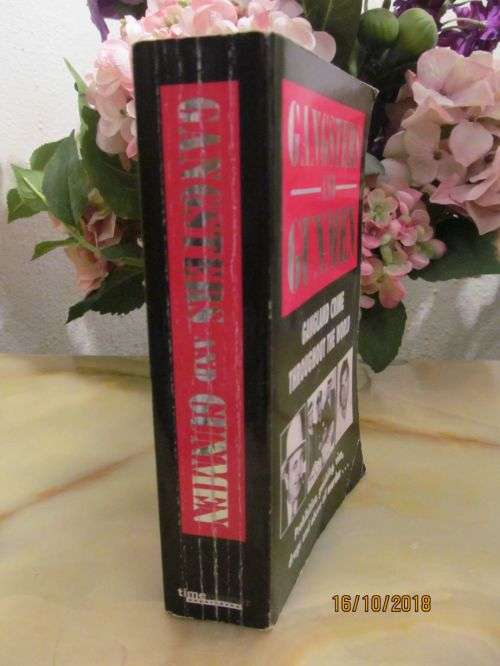 GANGSTERS AND GUNMEN
time
GANGSTERS
AND
GUNMEN
GANGLAND CRIME
THROUGHOUT THE WORLD
16/10/2018